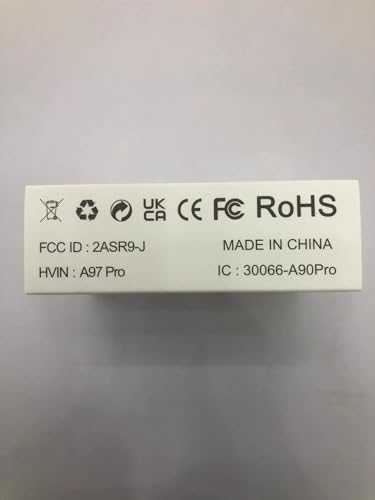 UK CA CE FC RoHS
FCC ID : 2ASR9-J MADE IN CHINA
HVIN : A97 Pro IC : 30066-A90Pro